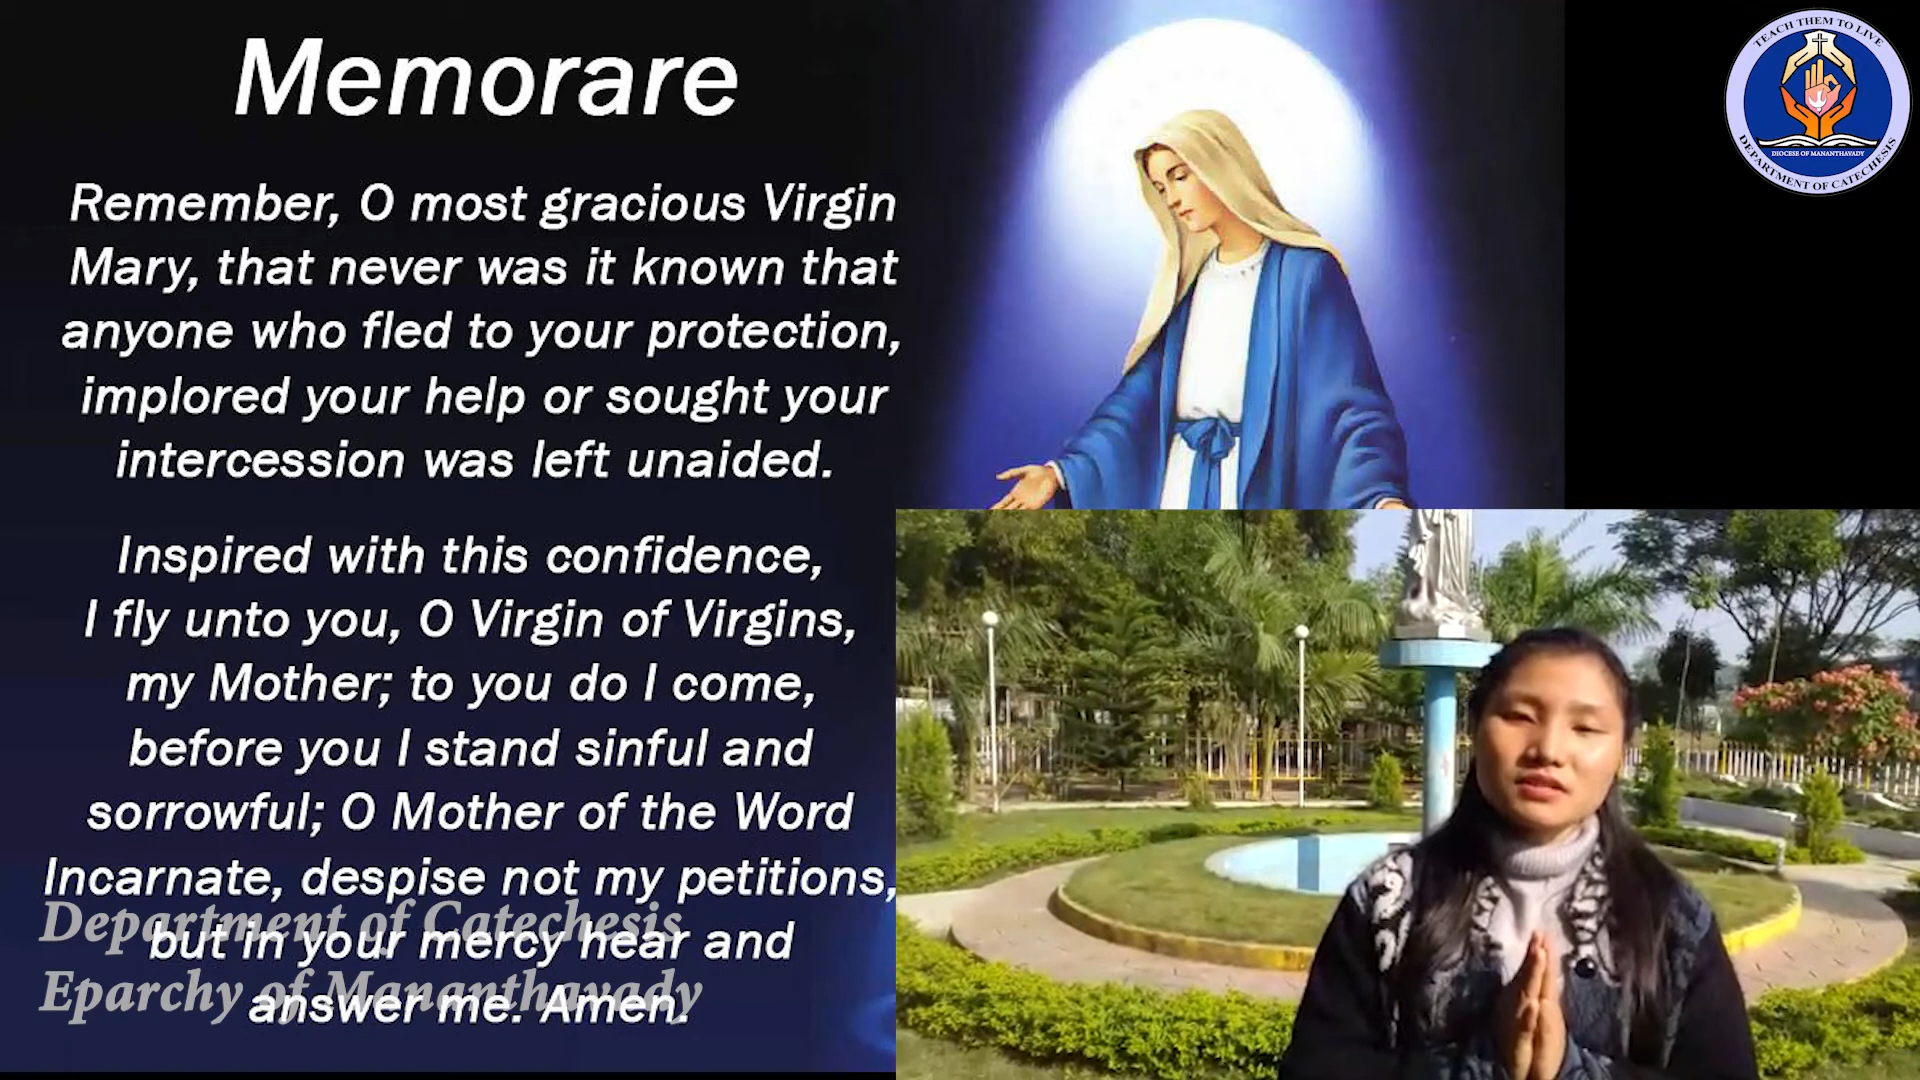 Memorare
Remember, O most gracious Virgin
Mary, that never was it known that
anyone who fled to your protection,
implored your help or sought your
intercession was left unaided.
Inspired with this confidence,
I fly unto you, O Virgin of Virgins,
my Mother; to you do I come,
before you I stand sinful and
sorrowful; O Mother of the Word
Incarnate, despise not my petitions,
but in your mercy hear and
answer me. Amen.
Department of Catechesis
Eparchy of Mananthavady
TEACH THEM TO LIVE
DIOCESE OF MANANTHAVADY
DEPARTMENT OF CATECHESIS